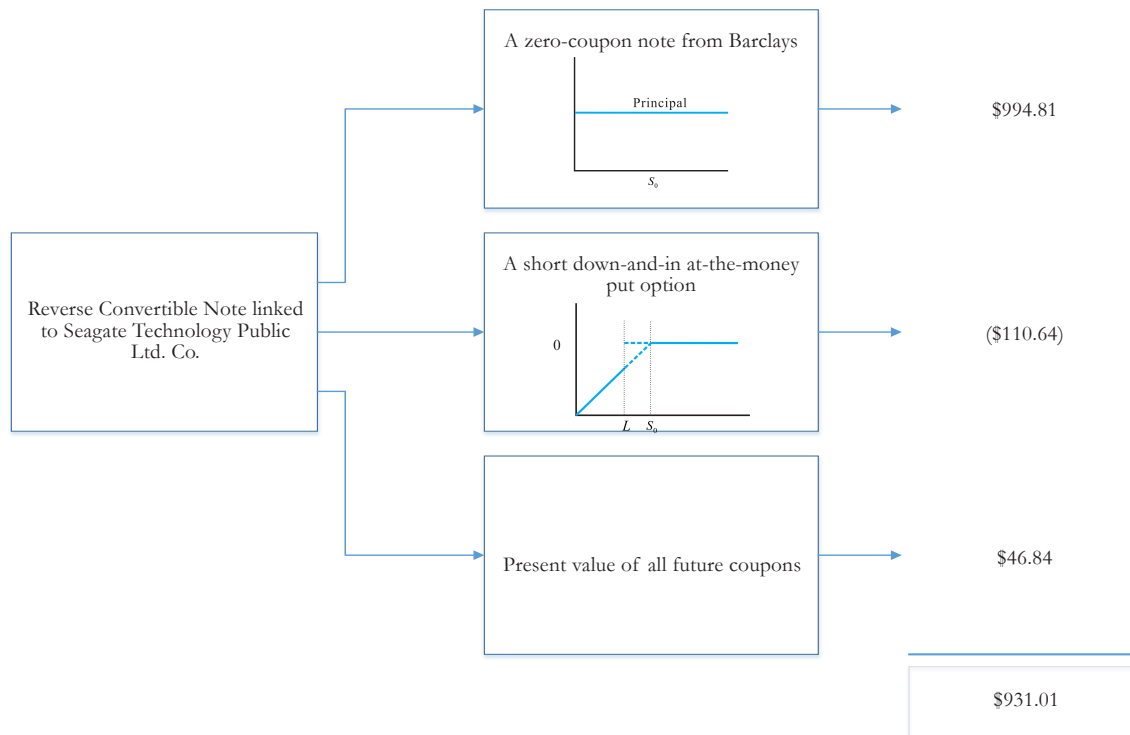 A zero-coupon note from Barclays
Principal
S₀
$994.81
Reverse Convertible Note linked
to Seagate Technology Public
Ltd. Co.
A short down-and-in at-the-money
put option
0
L S₀
($110.64)
Present value of all future coupons
$46.84
$931.01